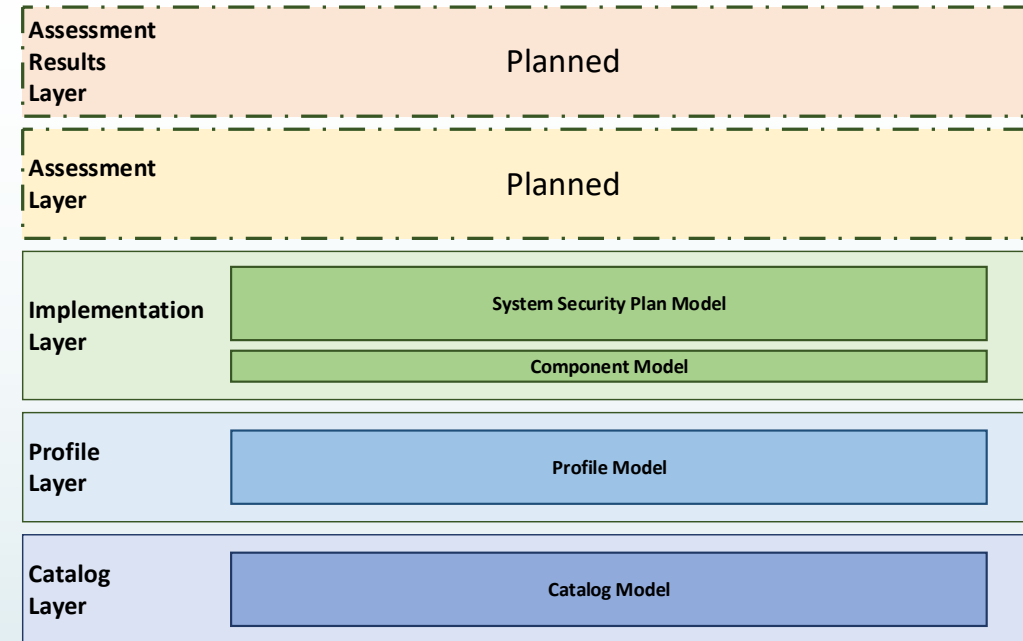 Assessment
Results
Layer
Planned
Assessment
Layer
Planned
Implementation
Layer
System Security Plan Model
Component Model
Profile
Layer
Profile Model
Catalog
Layer
Catalog Model